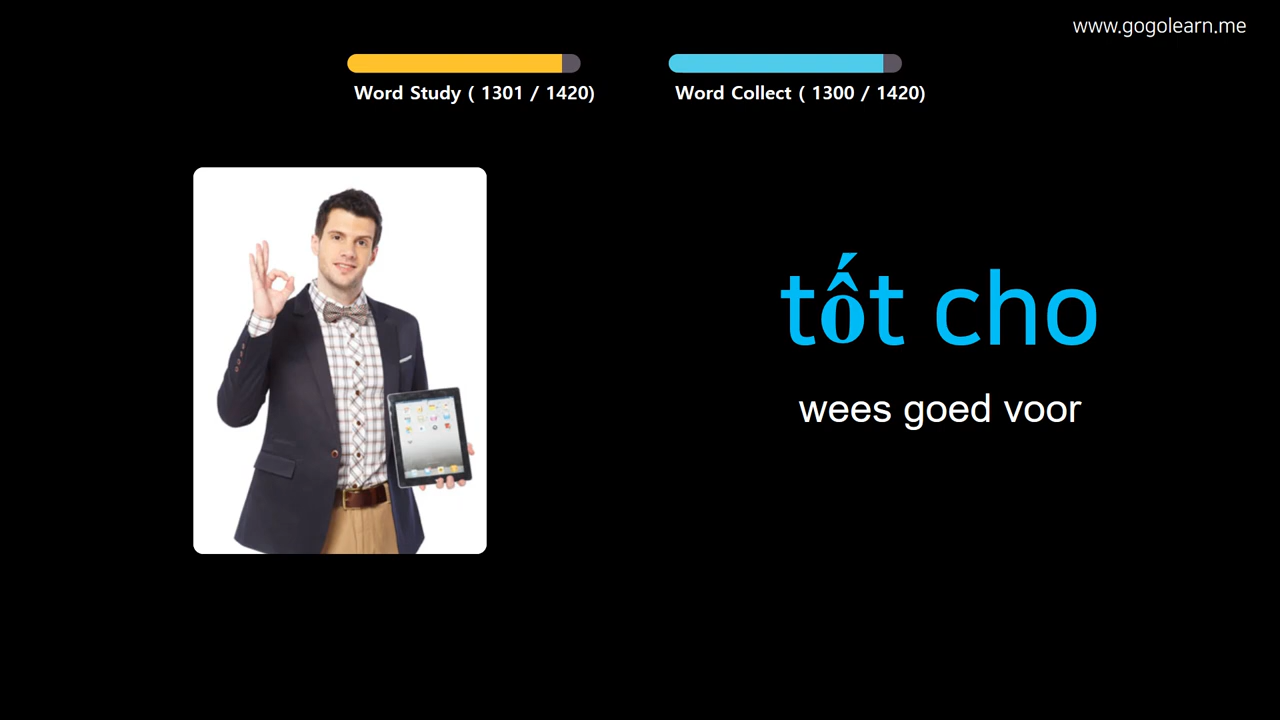 www.gogolearn.me
Word Study ( 1301 / 1420)
Word Collect ( 1300 / 1420)
tốt cho
wees goed voor